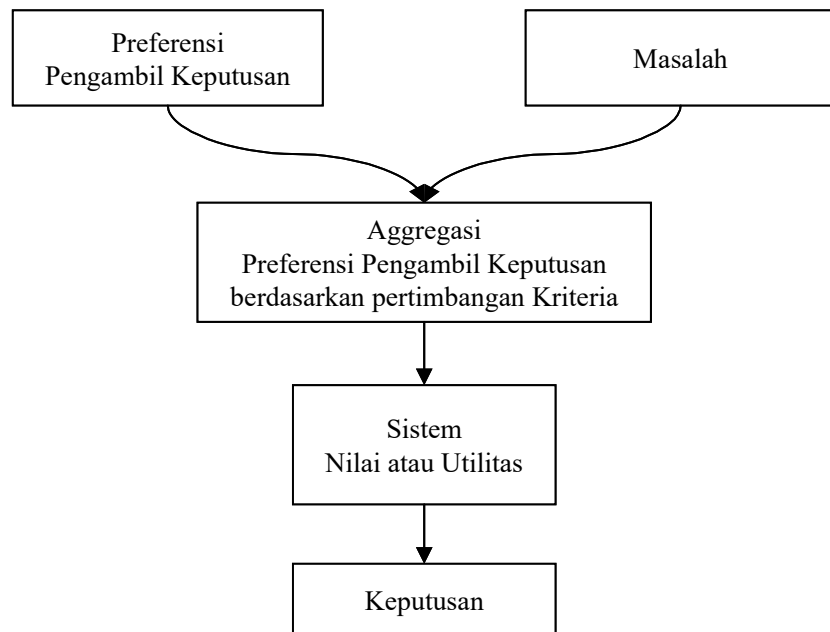 Preferensi
Pengambil Keputusan
Masalah
Aggregasi
Preferensi Pengambil Keputusan
berdasarkan pertimbangan Kriteria
Sistem
Nilai atau Utilitas
Keputusan